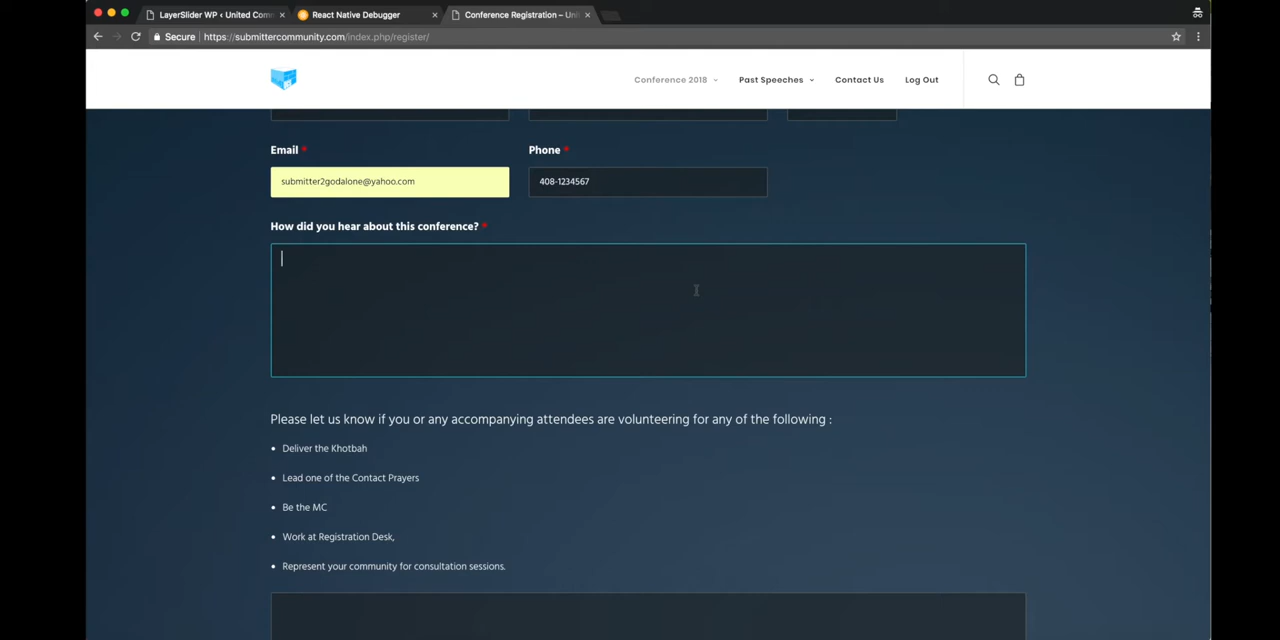 LayerSlider WP ‹ United Comm
React Native Debugger
Conference Registration – Uni
Secure
https://submittercommunity.com/index.php/register/
Conference 2018
Past Speeches
Contact Us
Log Out
Email *
Phone *
submitter2godalone@yahoo.com
408-1234567
How did you hear about this conference? *
Please let us know if you or any accompanying attendees are volunteering for any of the following :
• Deliver the Khotbah
• Lead one of the Contact Prayers
• Be the MC
• Work at Registration Desk,
• Represent your community for consultation sessions.